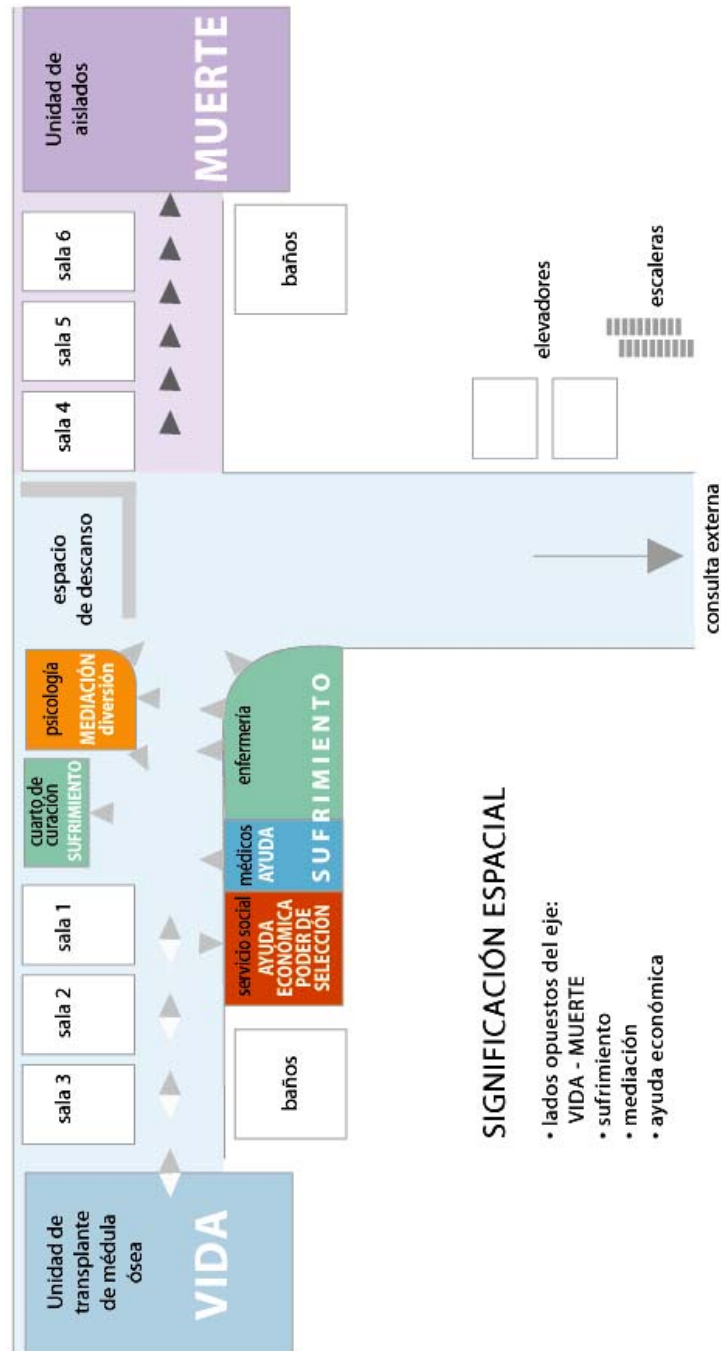 Unidad de
transplante
de médula
ósea
VIDA
sala 3
sala 2
sala 1
cuarto de
curación
SUFRIMIENTO
psicología
MEDIACIÓN
diversión
espacio
de descanso
sala 4
sala 5
sala 6
Unidad de
aislados
MUERTE
baños
servicio social
AYUDA
ECONÓMICA
PODER DE
SELECCIÓN
médicos
AYUDA
enfermería
SUFRIMIENTO
baños
elevadores
escaleras
consulta externa
SIGNIFICACIÓN ESPACIAL
• lados opuestos del eje:
VIDA - MUERTE
• sufrimiento
• mediación
• ayuda económica